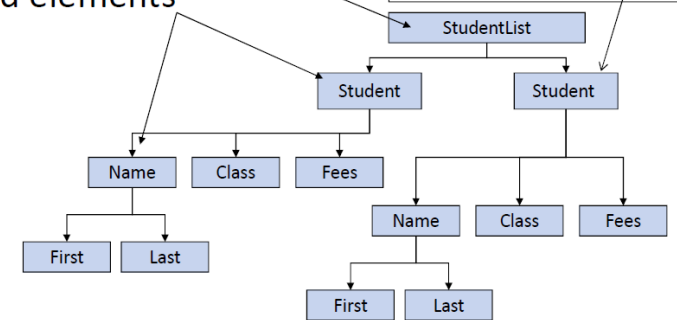 d elements
StudentList
Student Student
Name Class Fees
Name Class Fees
First Last
First Last